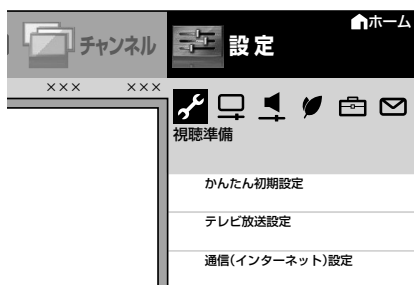 ホーム
チャンネル
設定
××× ×××
視聴準備
かんたん初期設定
テレビ放送設定
通信(インターネット)設定